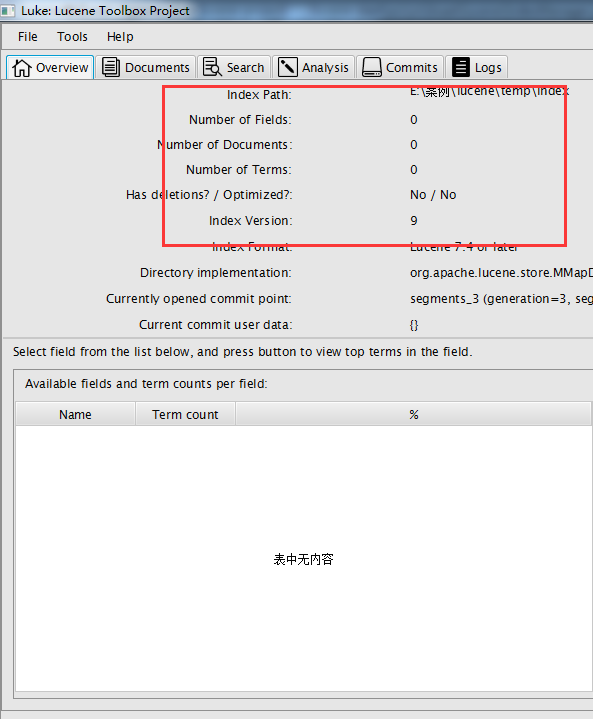 Luke: Lucene Toolbox Project
File Tools Help
Overview Documents Search Analysis Commits Logs
Index Path: E:\案例\lucene\temp\index
Number of Fields: 0
Number of Documents: 0
Number of Terms: 0
Has deletions? / Optimized?: No / No
Index Version: 9
Index Format: Lucene 7.4 or later
Directory implementation: org.apache.lucene.store.MMapD
Currently opened commit point: segments_3 (generation=3, seg
Current commit user data: {}
Select field from the list below, and press button to view top terms in the field.
Available fields and term counts per field:
Name Term count %
表中无内容